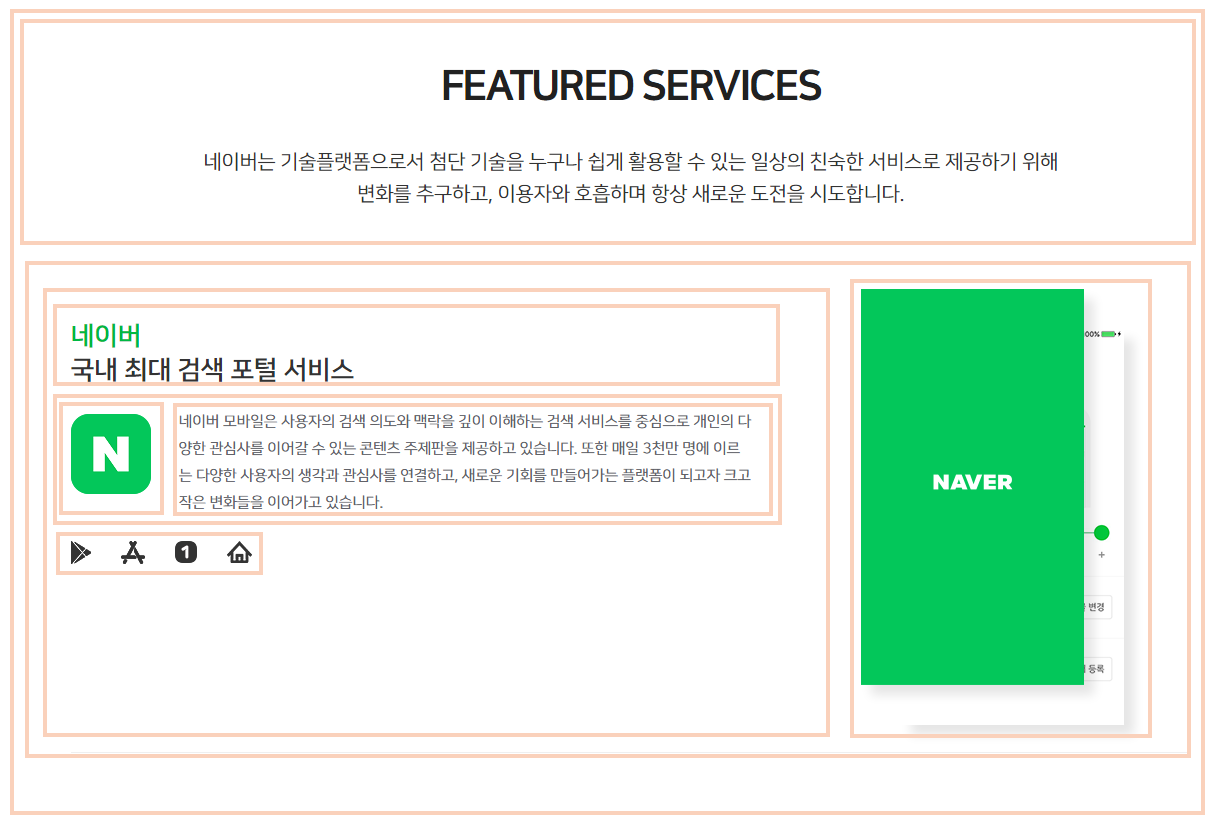 FEATURED SERVICES
네이버는 기술플랫폼으로서 첨단 기술을 누구나 쉽게 활용할 수 있는 일상의 친숙한 서비스로 제공하기 위해
변화를 추구하고, 이용자와 호흡하며 항상 새로운 도전을 시도합니다.
네이버
국내 최대 검색 포털 서비스
N
네이버 모바일은 사용자의 검색 의도와 맥락을 깊이 이해하는 검색 서비스를 중심으로 개인의 다
양한 관심사를 이어갈 수 있는 콘텐츠 주제판을 제공하고 있습니다. 또한 매일 3천만 명에 이르
는 다양한 사용자의 생각과 관심사를 연결하고, 새로운 기회를 만들어가는 플랫폼이 되고자 크고
작은 변화들을 이어가고 있습니다.
1
00%
NAVER
+
변경
등록